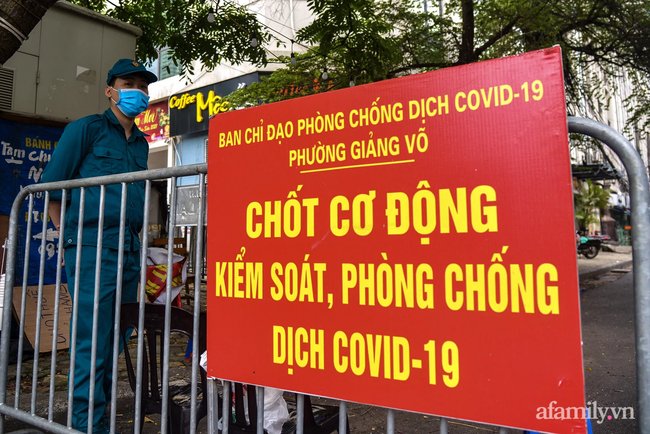 BAN CHỈ ĐẠO PHÒNG CHỐNG DỊCH COVID-19
PHƯỜNG GIẢNG VÕ
CHỐT CƠ ĐỘNG
KIỂM SOÁT, PHÒNG CHỐNG
DỊCH COVID-19
Coffee
BÁNH
afamily.vn